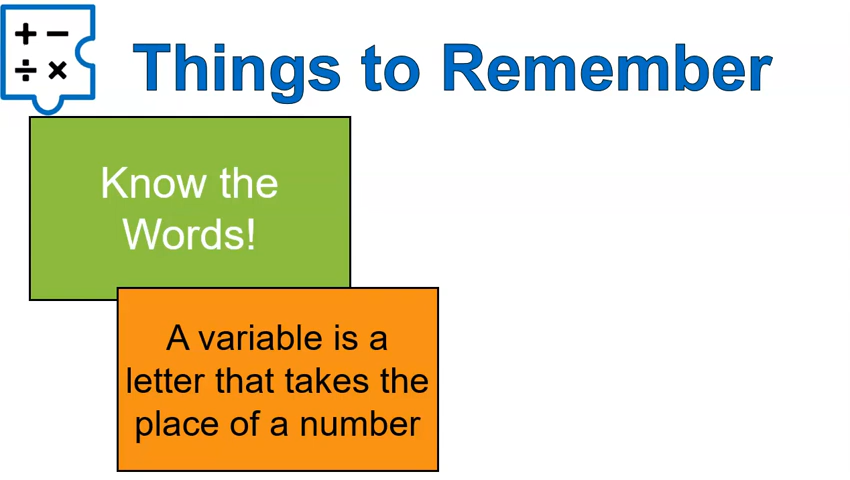 + −
÷ ×
Things to Remember
Know the
Words!
A variable is a
letter that takes the
place of a number